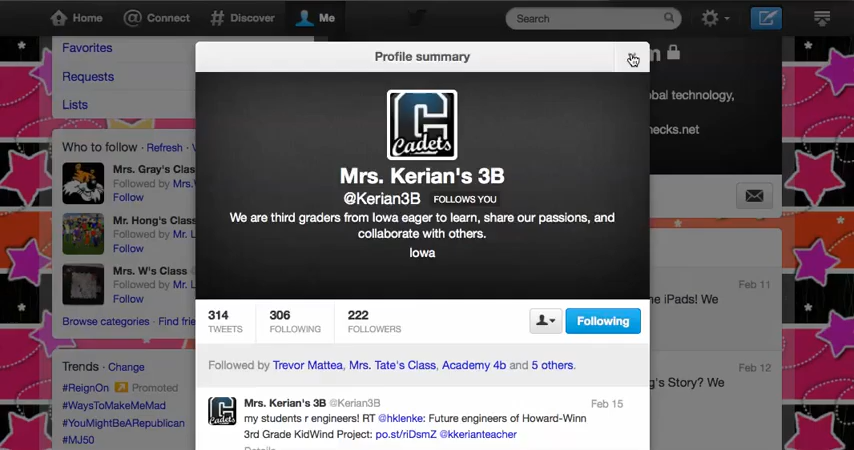 Home
Connect
Discover
Me
Search
Favorites
Requests
Lists
Who to follow · Refresh ·
Mrs. Gray's Class
Followed by Mrs.
Follow
Mr. Hong's Class
Followed by Mr. L
Follow
Mrs. W's Class
Followed by Mr. L
Follow
Browse categories · Find frie
Trends · Change
#ReignOn Promoted
#WaysToMakeMeMad
#YouMightBeARepublican
#MJ50
Profile summary
C
Cadets
Mrs. Kerian's 3B
@Kerian3B FOLLOWS YOU
We are third graders from Iowa eager to learn, share our passions, and
collaborate with others.
Iowa
314
TWEETS
306
FOLLOWING
222
FOLLOWERS
Following
Followed by Trevor Mattea, Mrs. Tate's Class, Academy 4b and 5 others.
Mrs. Kerian's 3B @Kerian3B
Feb 15
my students r engineers! RT @hklenke: Future engineers of Howard-Winn
3rd Grade KidWind Project: po.st/riDsmZ @kkerianteacher
Details
obal technology,
hecks.net
Feb 11
e iPads! We
Feb 12
g's Story? We